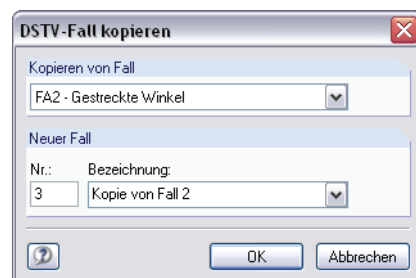 DSTV-Fall kopieren
Kopieren von Fall
FA2 - Gestreckte Winkel
Neuer Fall
Nr.: Bezeichnung:
3 Kopie von Fall 2
OK Abbrechen